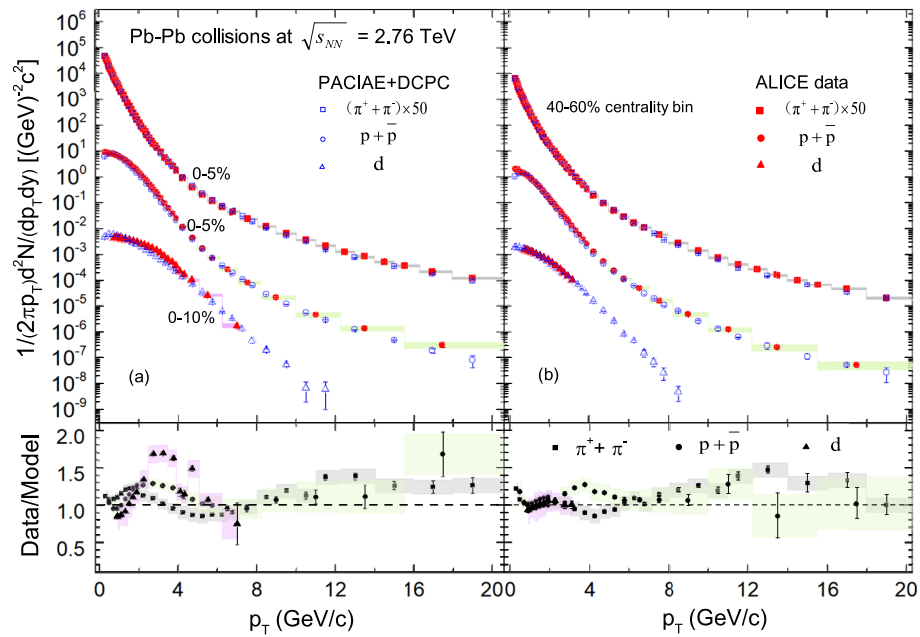 Pb-Pb collisions at √s_NN = 2.76 TeV
PACIAE+DCPC
(π⁺+π⁻)×50
p+p̅
d
0-5%
0-5%
0-10%
(a)
ALICE data
40-60% centrality bin
(π⁺+π⁻)×50
p+p̅
d
(b)
1/(2πp_T)d²N/(dp_Tdy) [(GeV)⁻²c²]
10⁶
10⁵
10⁴
10³
10²
10¹
10⁰
10⁻¹
10⁻²
10⁻³
10⁻⁴
10⁻⁵
10⁻⁶
10⁻⁷
10⁻⁸
10⁻⁹
π⁺+π⁻ p+p̅ d
Data/Model
2.0
1.5
1.0
0.5
0 4 8 12 16 20 0 4 8 12 16 20
p_T (GeV/c) p_T (GeV/c)